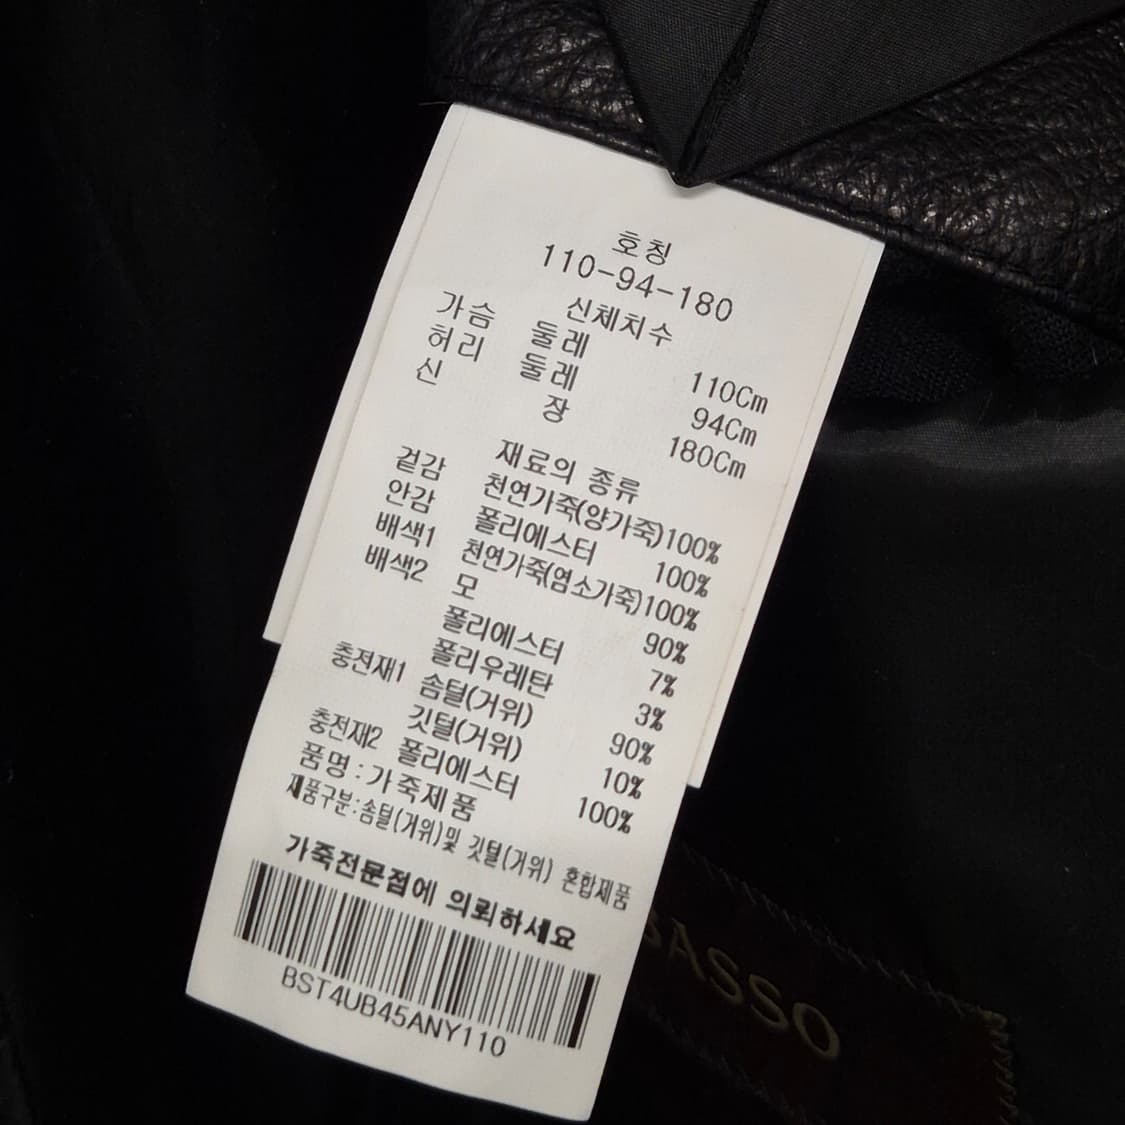 호칭
110-94-180
신체치수
가슴 둘레 110Cm
허리 둘레 94Cm
신 장 180Cm
재료의 종류
겉감 천연가죽(양가죽)100%
안감 폴리에스터 100%
배색1 천연가죽(염소가죽)100%
배색2 모 90%
폴리에스터 7%
폴리우레탄 3%
충전재1 솜털(거위) 90%
깃털(거위) 10%
충전재2 폴리에스터 100%
품명:가죽제품
제품구분:솜털(거위)및 깃털(거위) 혼합제품
가죽전문점에 의뢰하세요
BST4UB45ANY110
BASSO